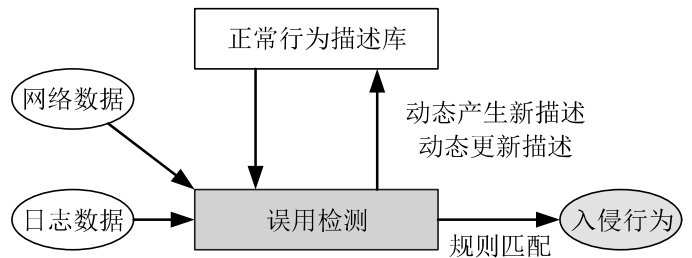 正常行为描述库
网络数据
动态产生新描述
动态更新描述
日志数据
误用检测
入侵行为
规则匹配